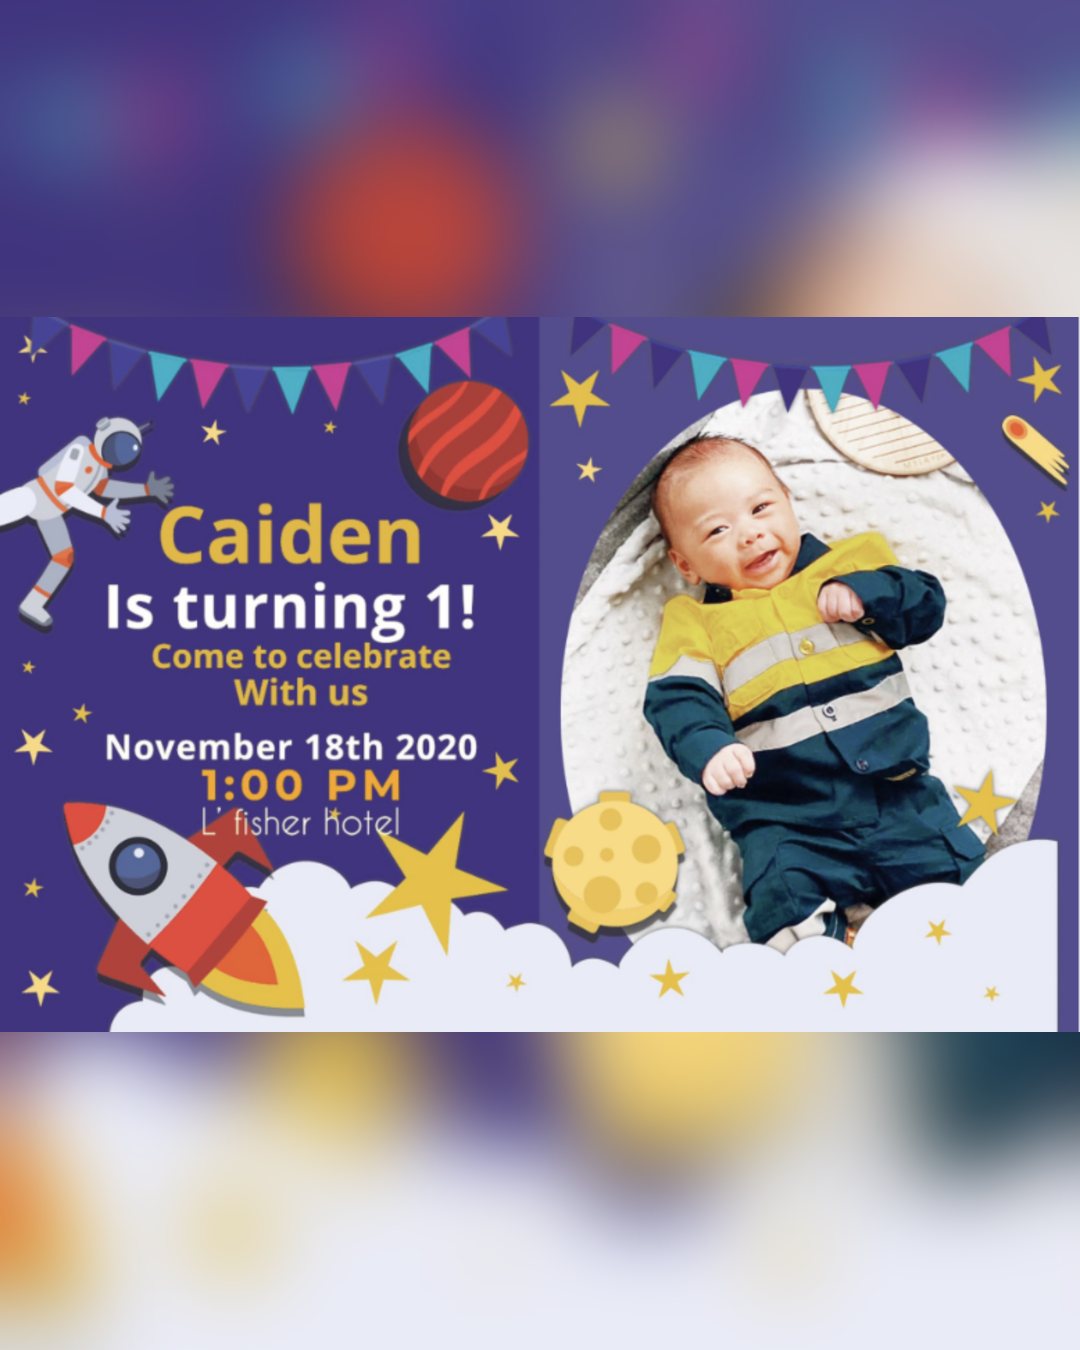 Caiden
Is turning 1!
Come to celebrate
With us
November 18th 2020
1:00 PM
L' fisher hotel